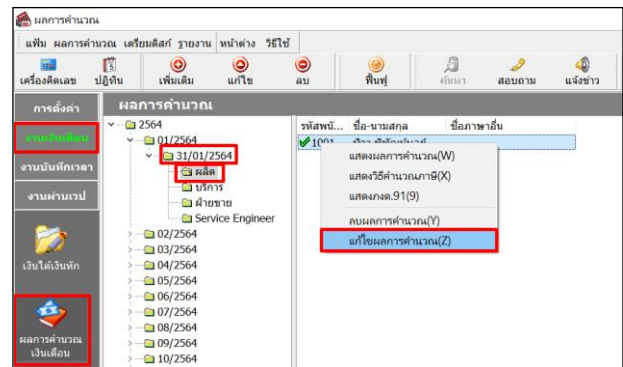 ผลการคำนวณ
แฟ้ม ผลการคำนวณ เตรียมดิสก์ รายงาน หน้าต่าง วิธีใช้
เครื่องคิดเลข ปฏิทิน เพิ่มเติม แก้ไข ลบ ฟื้นฟู ค้นหา สอบถาม แจ้งข่าว
การตั้งค่า
ผลการคำนวณ
งานเงินเดือน
งานบันทึกเวลา
งานผ่านเวป
เงินได้เงินหัก
ผลการคำนวณ
เงินเดือน
2564
01/2564
31/01/2564
ผลิต
บริการ
ฝ่ายขาย
Service Engineer
02/2564
03/2564
04/2564
05/2564
06/2564
07/2564
08/2564
09/2564
10/2564
รหัสพนั... ชื่อ-นามสกุล ชื่อภาษาอื่น
1001
แสดงผลการคำนวณ(W)
แสดงวิธีคำนวณภาษี(X)
แสดงภงด.91(9)
ลบผลการคำนวณ(Y)
แก้ไขผลการคำนวณ(Z)